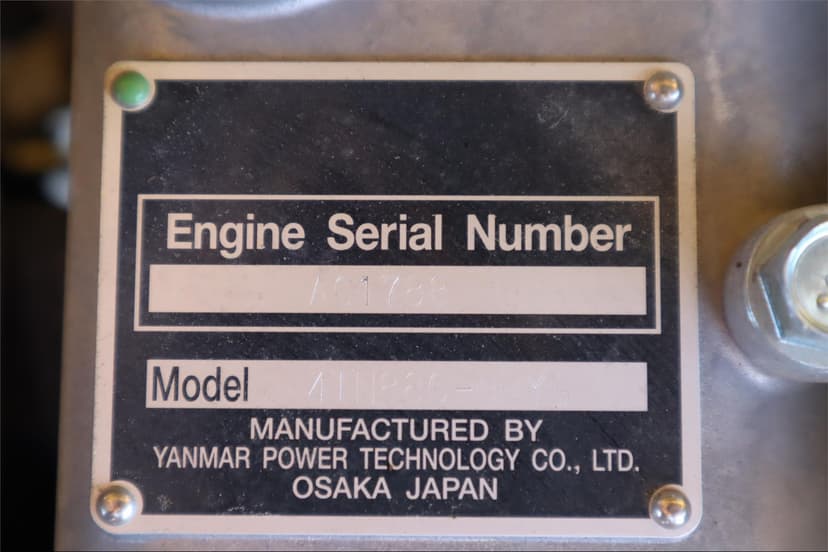 Engine Serial Number
Model
MANUFACTURED BY
YANMAR POWER TECHNOLOGY CO., LTD.
OSAKA JAPAN